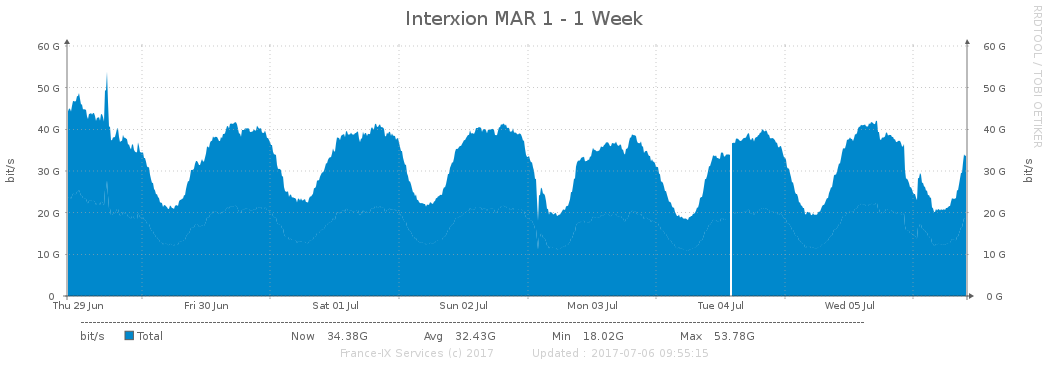 Interxion MAR 1 - 1 Week
RRDTOOL / TOBI OETIKER
60 G 60 G
50 G 50 G
40 G 40 G
30 G 30 G
20 G 20 G
10 G 10 G
0 0 G
bit/s
bit/s
Thu 29 Jun Fri 30 Jun Sat 01 Jul Sun 02 Jul Mon 03 Jul Tue 04 Jul Wed 05 Jul
bit/s Total Now 34.38G Avg 32.43G Min 18.02G Max 53.78G
France-IX Services (c) 2017 Updated : 2017-07-06 09:55:15